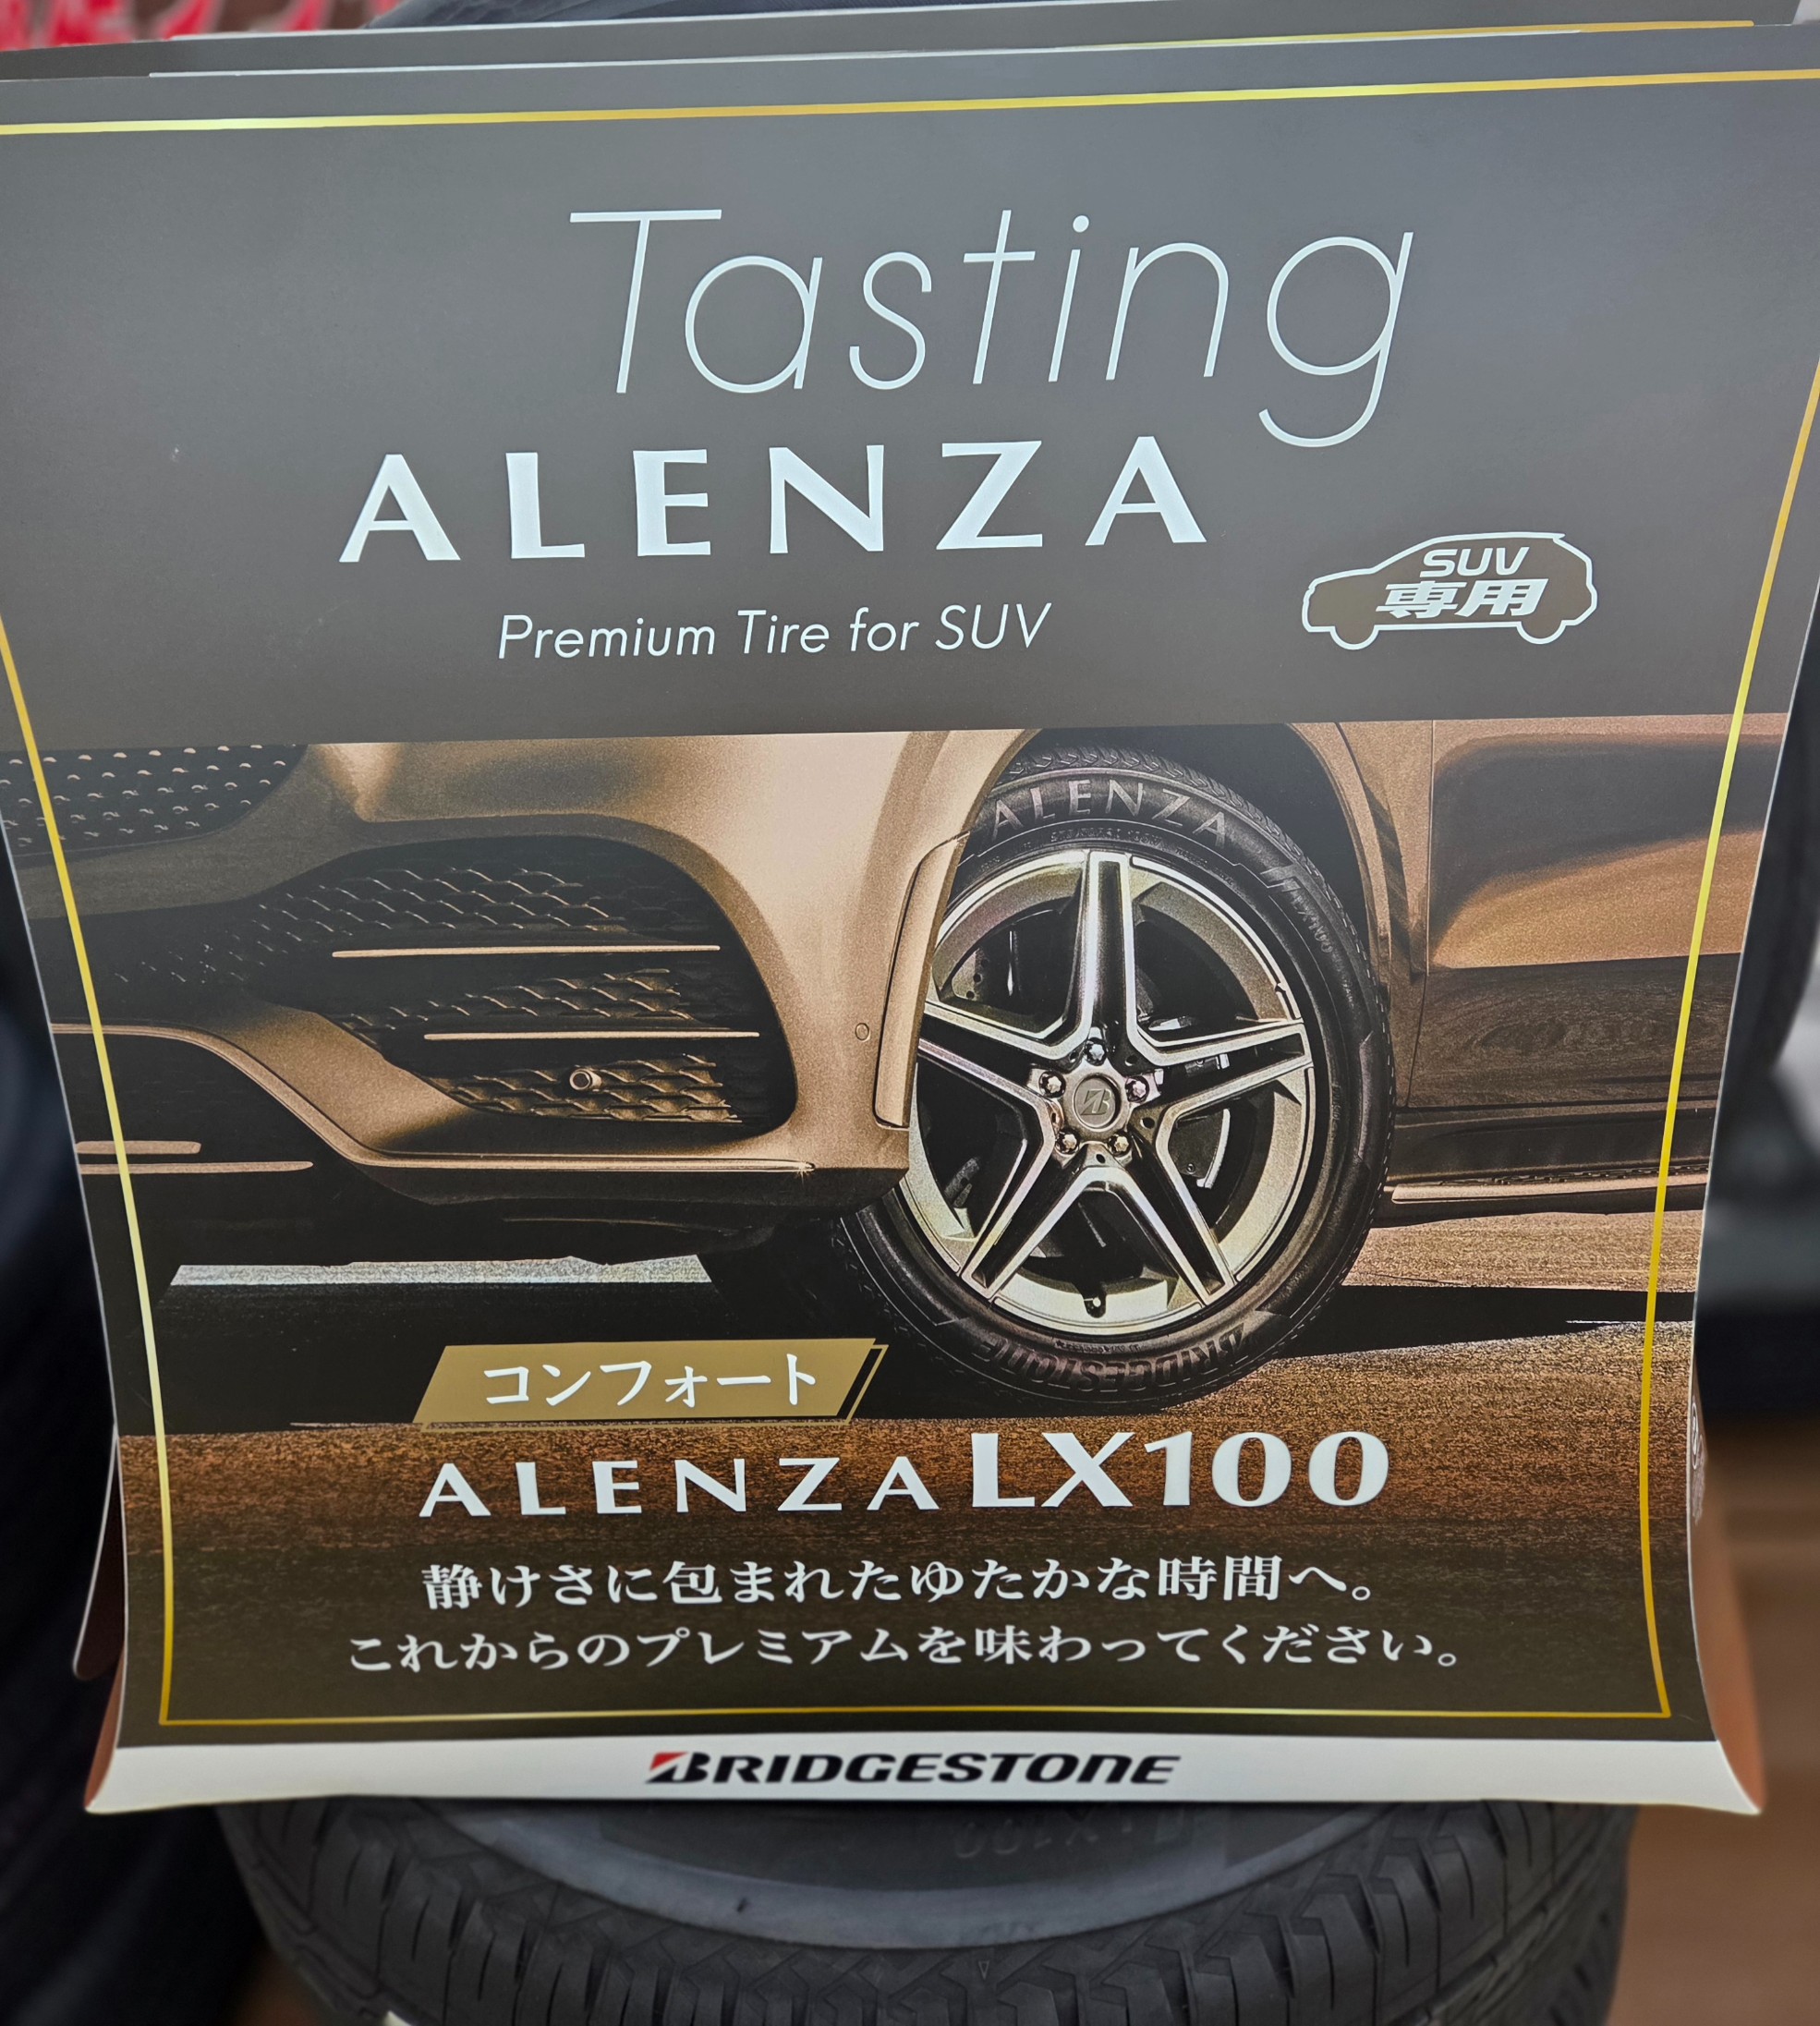 Tasting
ALENZA
Premium Tire for SUV
SUV
専用
ALENZA
コンフォート
BRIDGESTONE
ALENZA LX100
静けさに包まれたゆたかな時間へ。
これからのプレミアムを味わってください。
BRIDGESTONE